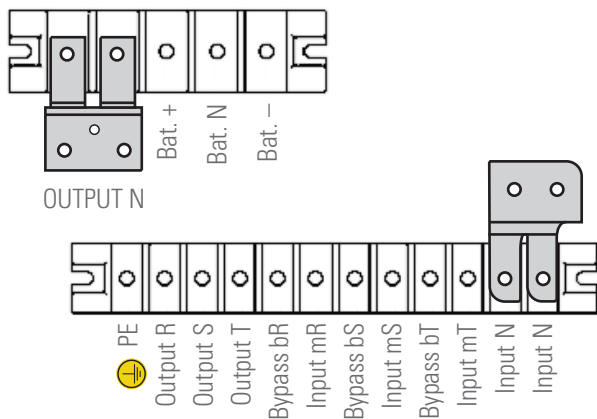 Bat. +
Bat. N
Bat. –
OUTPUT N
PE
Output R
Output S
Output T
Bypass bR
Input mR
Bypass bS
Input mS
Bypass bT
Input mT
Input N
Input N